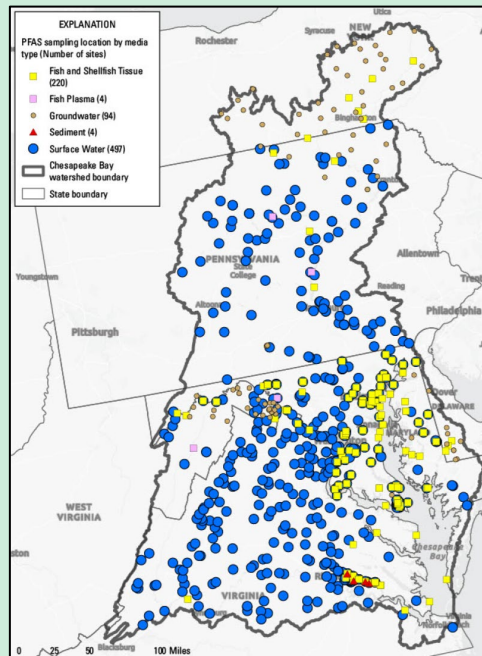 EXPLANATION
PFAS sampling location by media
type (Number of sites)
Fish and Shellfish Tissue
(220)
Fish Plasma (4)
Groundwater (94)
Sediment (4)
Surface Water (497)
Chesapeake Bay
watershed boundary
State boundary
Utica
Syracuse
NEW
Rochester
Binghamton
Allentown
PENNSYLVANIA
State
College
Reading
Youngstown
Altoona
Philadelphia
Pittsburgh
Dover
DELAWARE
WEST
VIRGINIA
Chesapeake
Bay
VIRGINIA
Blacksburg
0 25 50 100 Miles